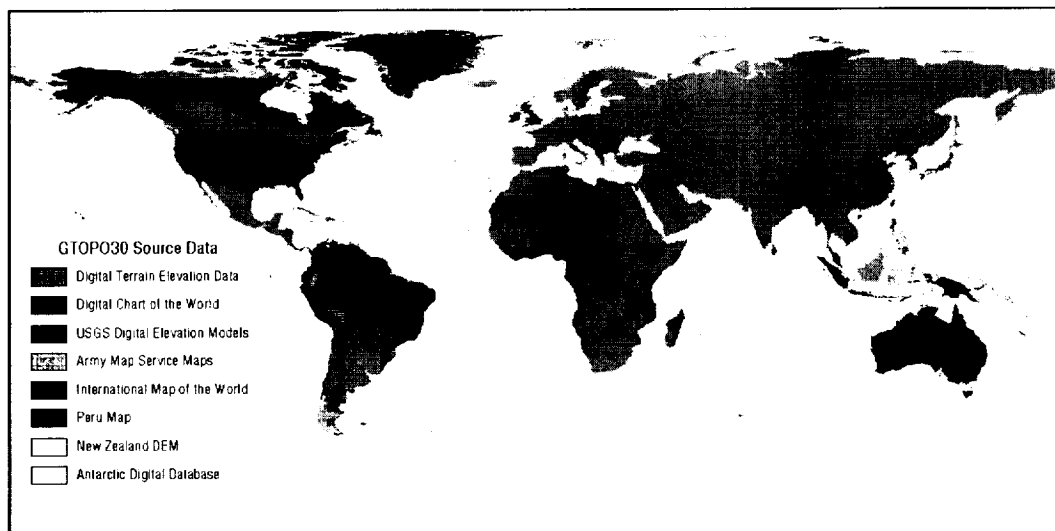 GTOPO30 Source Data
Digital Terrain Elevation Data
Digital Chart of the World
USGS Digital Elevation Models
Army Map Service Maps
International Map of the World
Peru Map
New Zealand DEM
Antarctic Digital Database